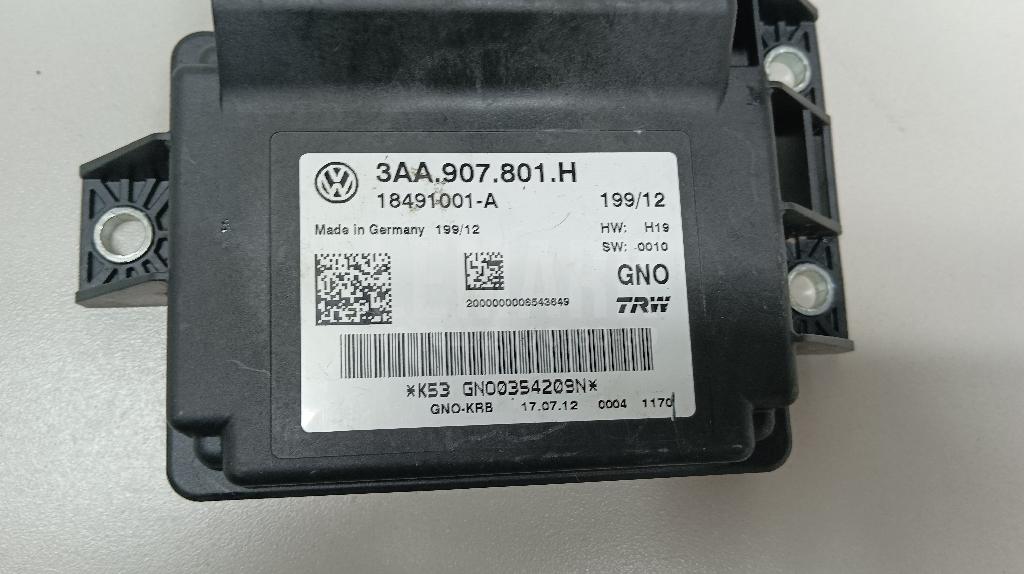 3AA.907.801.H
18491001-A 199/12
Made in Germany 199/12 HW: H19
SW: 0010
GNO
2000000006543649 TRW
*K53 GNO0354209N*
GNO-KRB 17.07.12 0004 1170